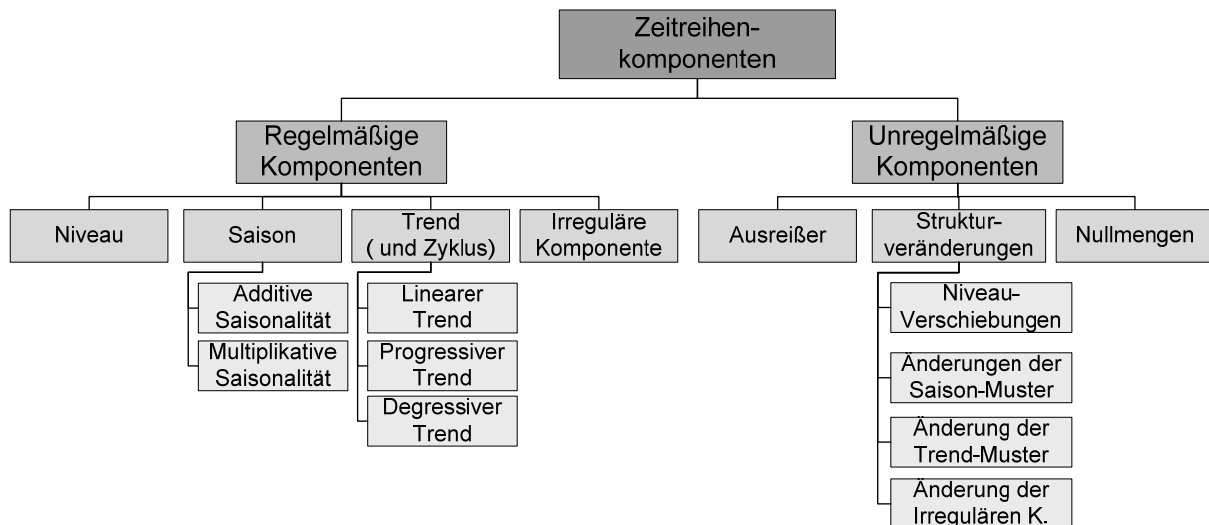 Zeitreihen-
komponenten
Regelmäßige
Komponenten
Unregelmäßige
Komponenten
Niveau
Saison
Trend
( und Zyklus)
Irreguläre
Komponente
Ausreißer
Struktur-
veränderungen
Nullmengen
Additive
Saisonalität
Multiplikative
Saisonalität
Linearer
Trend
Progressiver
Trend
Degressiver
Trend
Niveau-
Verschiebungen
Änderungen der
Saison-Muster
Änderung der
Trend-Muster
Änderung der
Irregulären K.